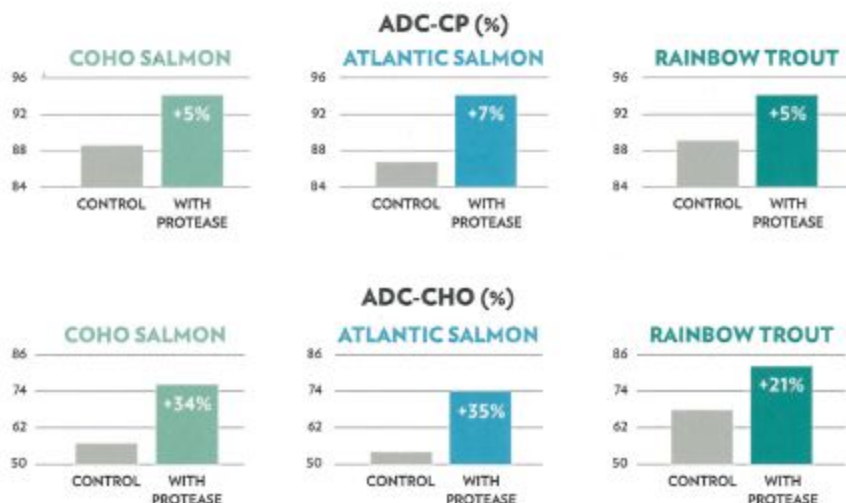 ADC-CP (%)
COHO SALMON
96
92
88
84
+5%
CONTROL
WITH
PROTEASE
ATLANTIC SALMON
96
92
88
84
+7%
CONTROL
WITH
PROTEASE
RAINBOW TROUT
96
92
88
84
+5%
CONTROL
WITH
PROTEASE
ADC-CHO (%)
COHO SALMON
86
74
62
50
+34%
CONTROL
WITH
PROTEASE
ATLANTIC SALMON
86
74
62
50
+35%
CONTROL
WITH
PROTEASE
RAINBOW TROUT
86
74
62
50
+21%
CONTROL
WITH
PROTEASE